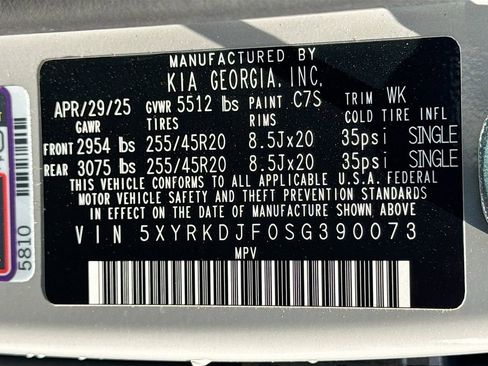 MANUFACTURED BY
KIA GEORGIA, INC.
APR/29/25 GVWR 5512 lbs PAINT C7S TRIM WK
GAWR TIRES RIMS COLD TIRE INFL
FRONT 2954 lbs 255/45R20 8.5Jx20 35psi SINGLE
REAR 3075 lbs 255/45R20 8.5Jx20 35psi SINGLE
THIS VEHICLE CONFORMS TO ALL APPLICABLE U.S.A. FEDERAL
MOTOR VEHICLE SAFETY AND THEFT PREVENTION STANDARDS
IN EFFECT ON THE DATE OF MANUFACTURE SHOWN ABOVE.
VIN 5XYRKDJF0SG390073
MPV
5810